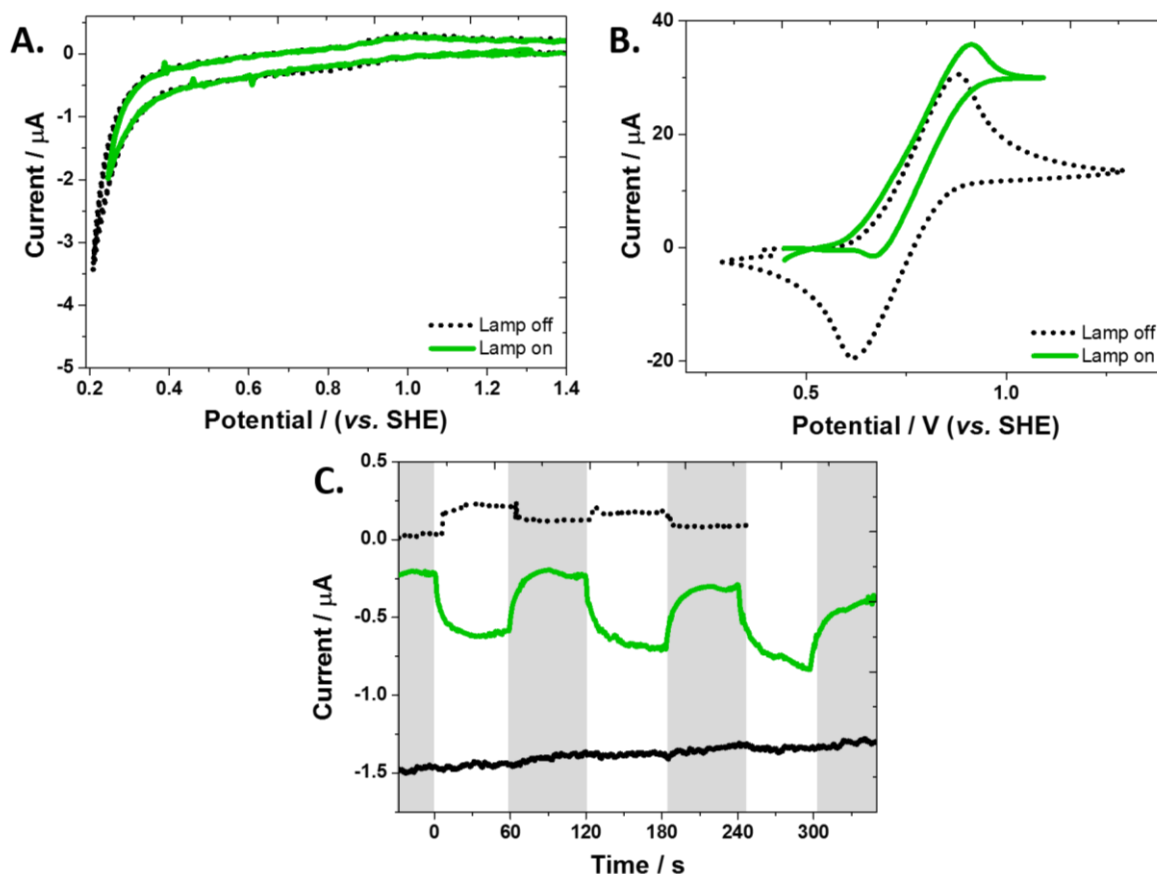 A.
Current / μA
0
-1
-2
-3
-4
-5
0.2 0.4 0.6 0.8 1.0 1.2 1.4
Potential / (vs. SHE)
Lamp off
Lamp on
B.
Current / μA
40
20
0
-20
0.5 1.0
Potential / V (vs. SHE)
Lamp off
Lamp on
C.
Current / μA
0.5
0.0
-0.5
-1.0
-1.5
0 60 120 180 240 300
Time / s